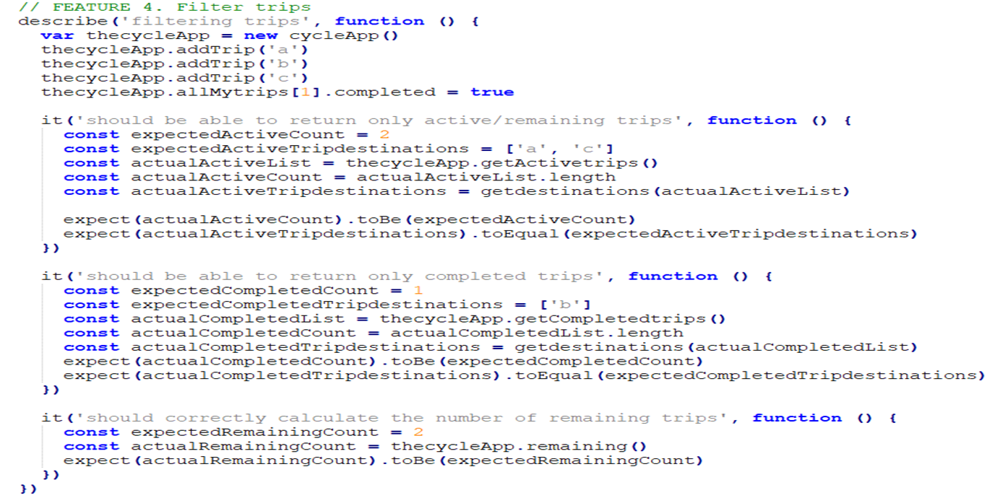 // FEATURE 4. Filter trips
describe('filtering trips', function () {
  var thecycleApp = new cycleApp()
  thecycleApp.addTrip('a')
  thecycleApp.addTrip('b')
  thecycleApp.addTrip('c')
  thecycleApp.allMytrips[1].completed = true

  it('should be able to return only active/remaining trips', function () {
    const expectedActiveCount = 2
    const expectedActiveTripdestinations = ['a', 'c']
    const actualActiveList = thecycleApp.getActivetrips()
    const actualActiveCount = actualActiveList.length
    const actualActiveTripdestinations = getdestinations(actualActiveList)

    expect(actualActiveCount).toBe(expectedActiveCount)
    expect(actualActiveTripdestinations).toEqual(expectedActiveTripdestinations)
  })

  it('should be able to return only completed trips', function () {
    const expectedCompletedCount = 1
    const expectedCompletedTripdestinations = ['b']
    const actualCompletedList = thecycleApp.getCompletedtrips()
    const actualCompletedCount = actualCompletedList.length
    const actualCompletedTripdestinations = getdestinations(actualCompletedList)
    expect(actualCompletedCount).toBe(expectedCompletedCount)
    expect(actualCompletedTripdestinations).toEqual(expectedCompletedTripdestinations)
  })

  it('should correctly calculate the number of remaining trips', function () {
    const expectedRemainingCount = 2
    const actualRemainingCount = thecycleApp.remaining()
    expect(actualRemainingCount).toBe(expectedRemainingCount)
  })
})